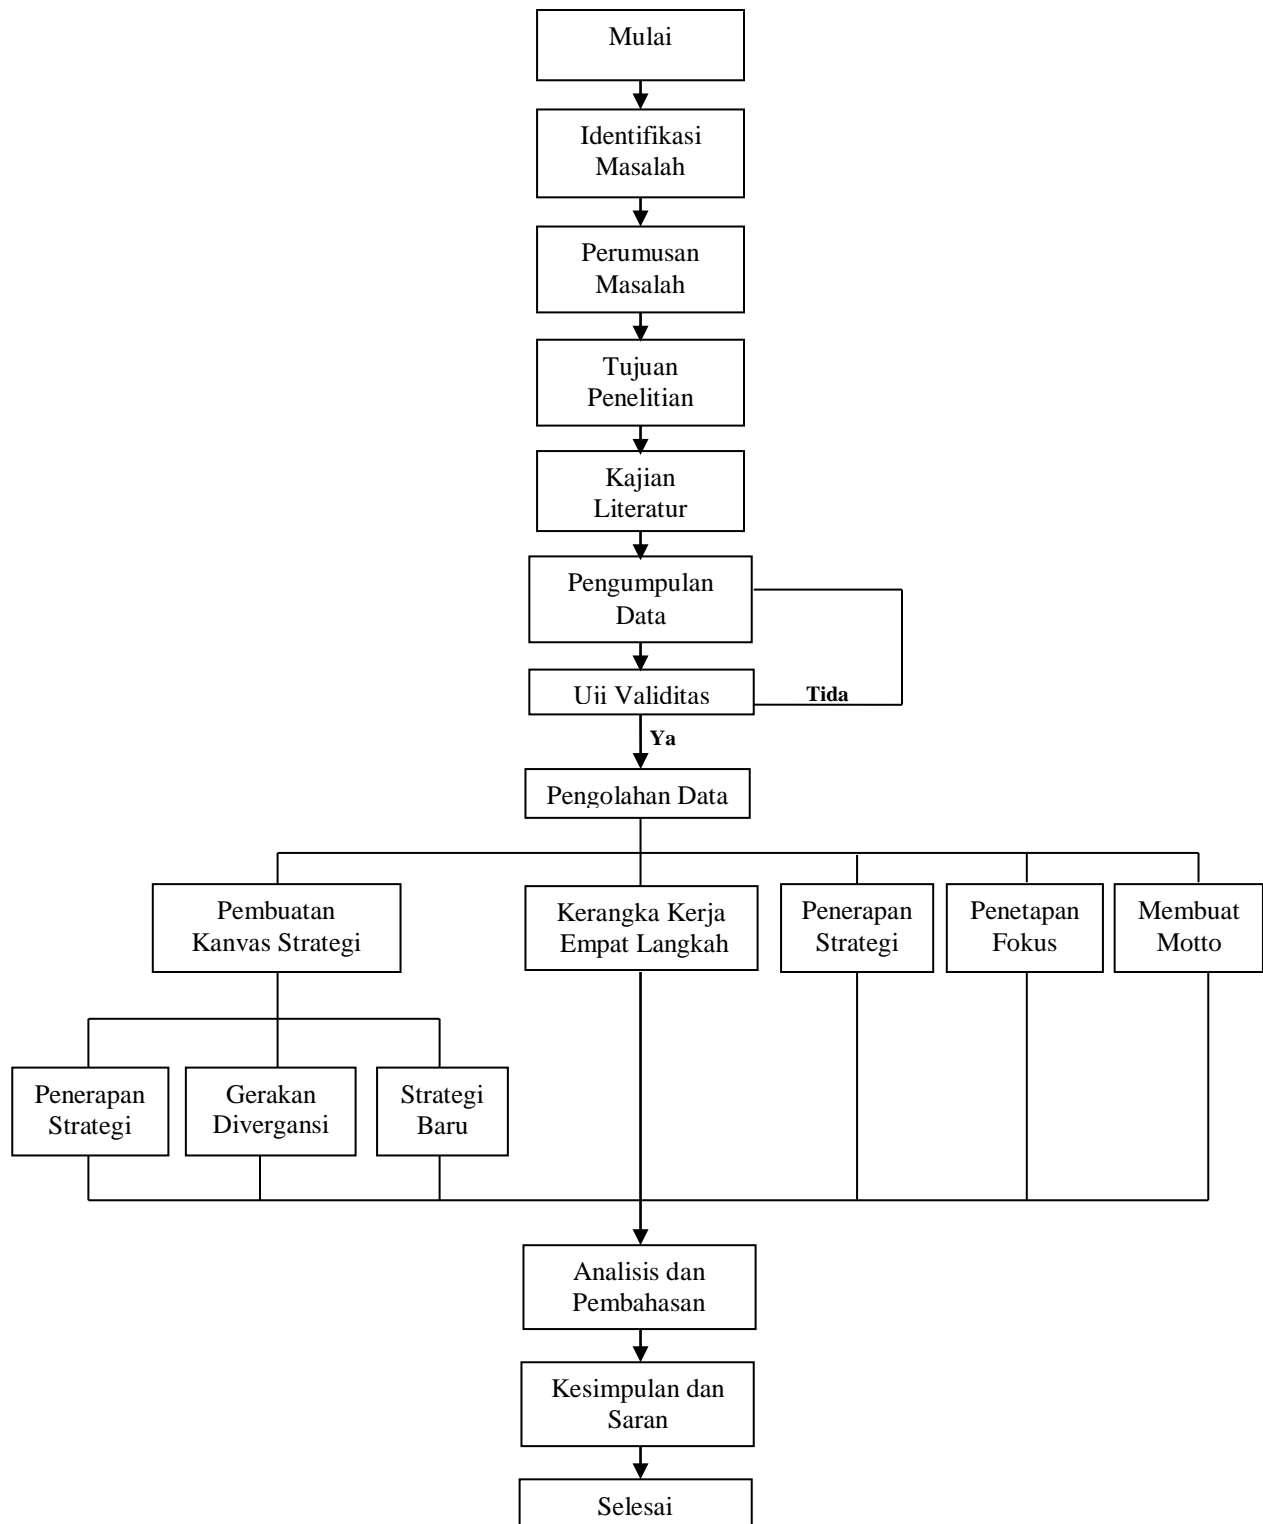 Mulai
Identifikasi
Masalah
Perumusan
Masalah
Tujuan
Penelitian
Kajian
Literatur
Pengumpulan
Data
Uji Validitas
Tida
Ya
Pengolahan Data
Pembuatan
Kanvas Strategi
Kerangka Kerja
Empat Langkah
Penerapan
Strategi
Penetapan
Fokus
Membuat
Motto
Penerapan
Strategi
Gerakan
Divergansi
Strategi
Baru
Analisis dan
Pembahasan
Kesimpulan dan
Saran
Selesai